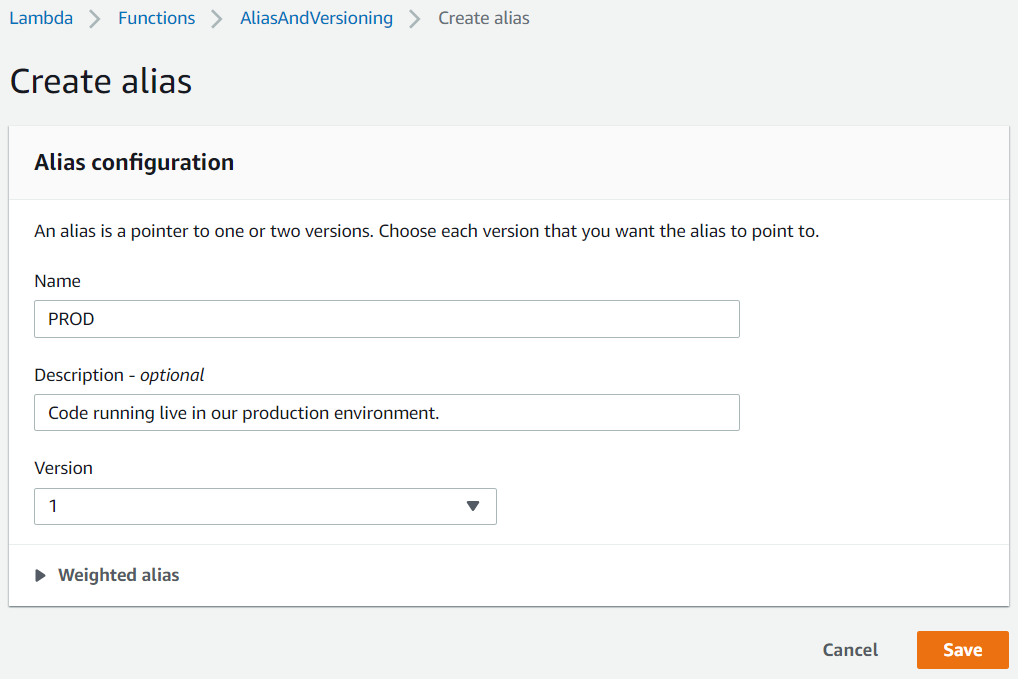 Lambda > Functions > AliasAndVersioning > Create alias
Create alias
Alias configuration
An alias is a pointer to one or two versions. Choose each version that you want the alias to point to.
Name
PROD
Description - optional
Code running live in our production environment.
Version
1
Weighted alias
Cancel Save